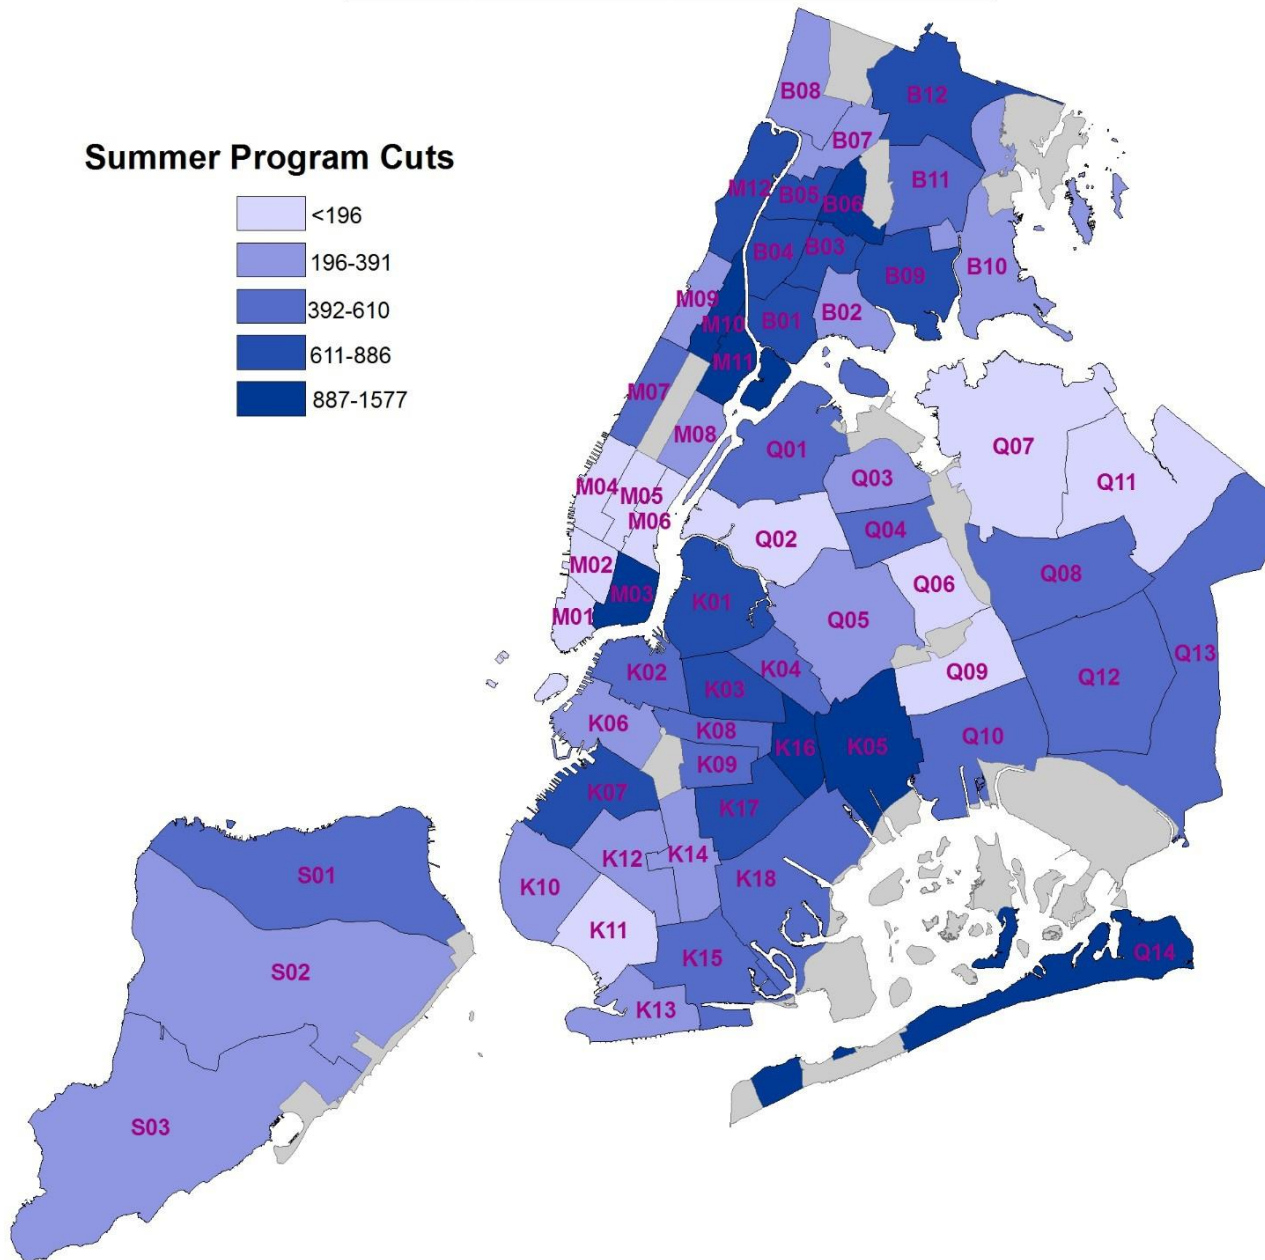 Summer Program Cuts
<196
196-391
392-610
611-886
887-1577
B08
B12
B07
B11
M12
B05
B06
B04
B03
B09
B10
M09
M10
B01
B02
M11
M07
M08
Q01
Q07
Q03
Q11
M04
M05
M06
Q04
Q02
M02
Q08
Q06
M03
K01
M01
Q05
K02
K04
Q13
Q09
Q12
K03
K06
K08
K16
K05
Q10
K09
K07
K17
K12
K14
S01
K10
K18
K11
Q14
K15
S02
K13
S03